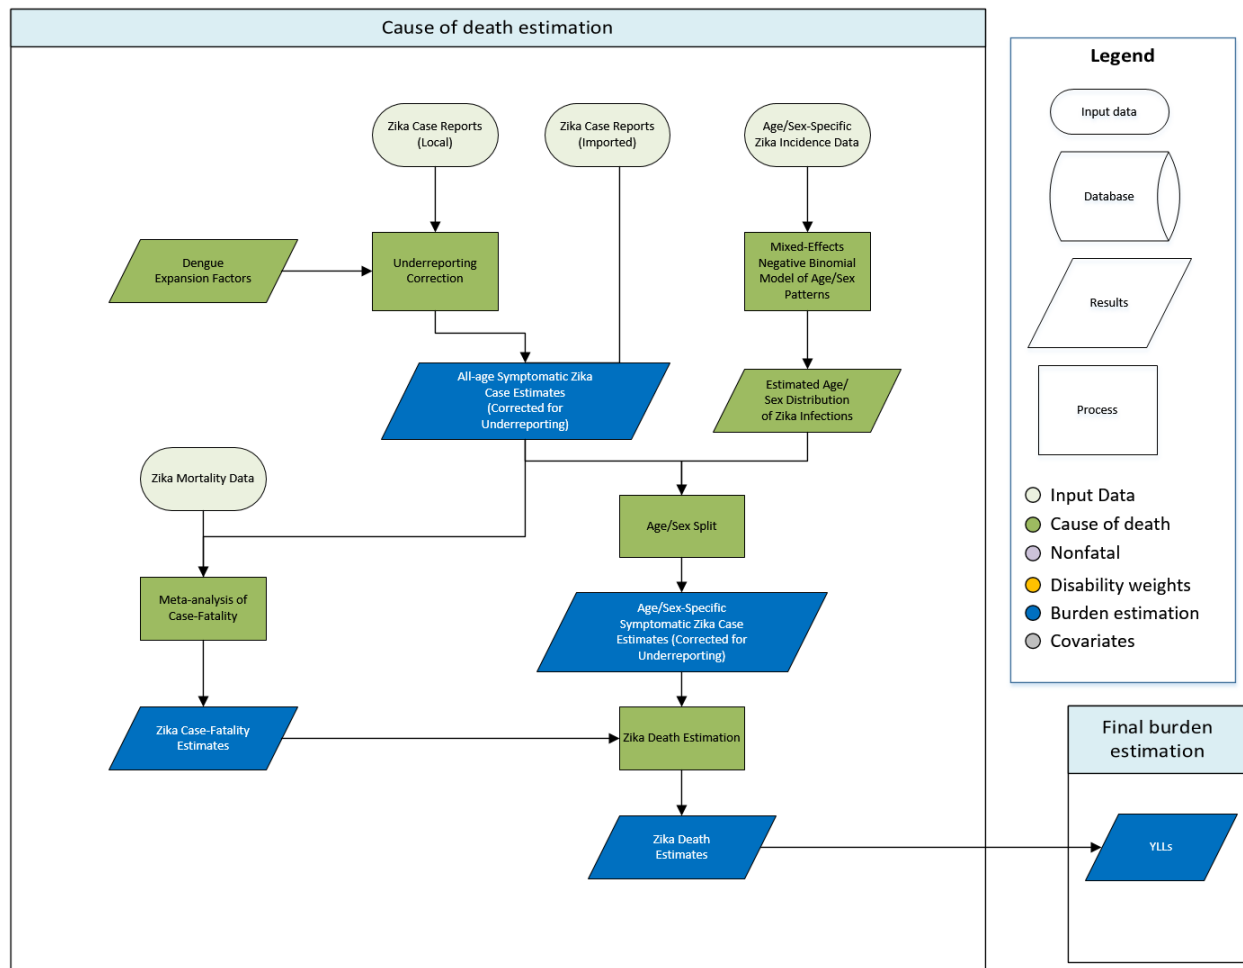 Cause of death estimation
Zika Case Reports
(Local)
Zika Case Reports
(Imported)
Age/Sex-Specific
Zika Incidence Data
Dengue
Expansion Factors
Underreporting
Correction
Mixed-Effects
Negative Binomial
Model of Age/Sex
Patterns
All-age Symptomatic Zika
Case Estimates
(Corrected for
Underreporting)
Estimated Age/
Sex Distribution
of Zika Infections
Zika Mortality Data
Age/Sex Split
Meta-analysis of
Case-Fatality
Age/Sex-Specific
Symptomatic Zika Case
Estimates (Corrected for
Underreporting)
Zika Case-Fatality
Estimates
Zika Death Estimation
Zika Death
Estimates
Legend
Input data
Database
Results
Process
Input Data
Cause of death
Nonfatal
Disability weights
Burden estimation
Covariates
Final burden
estimation
YLLs